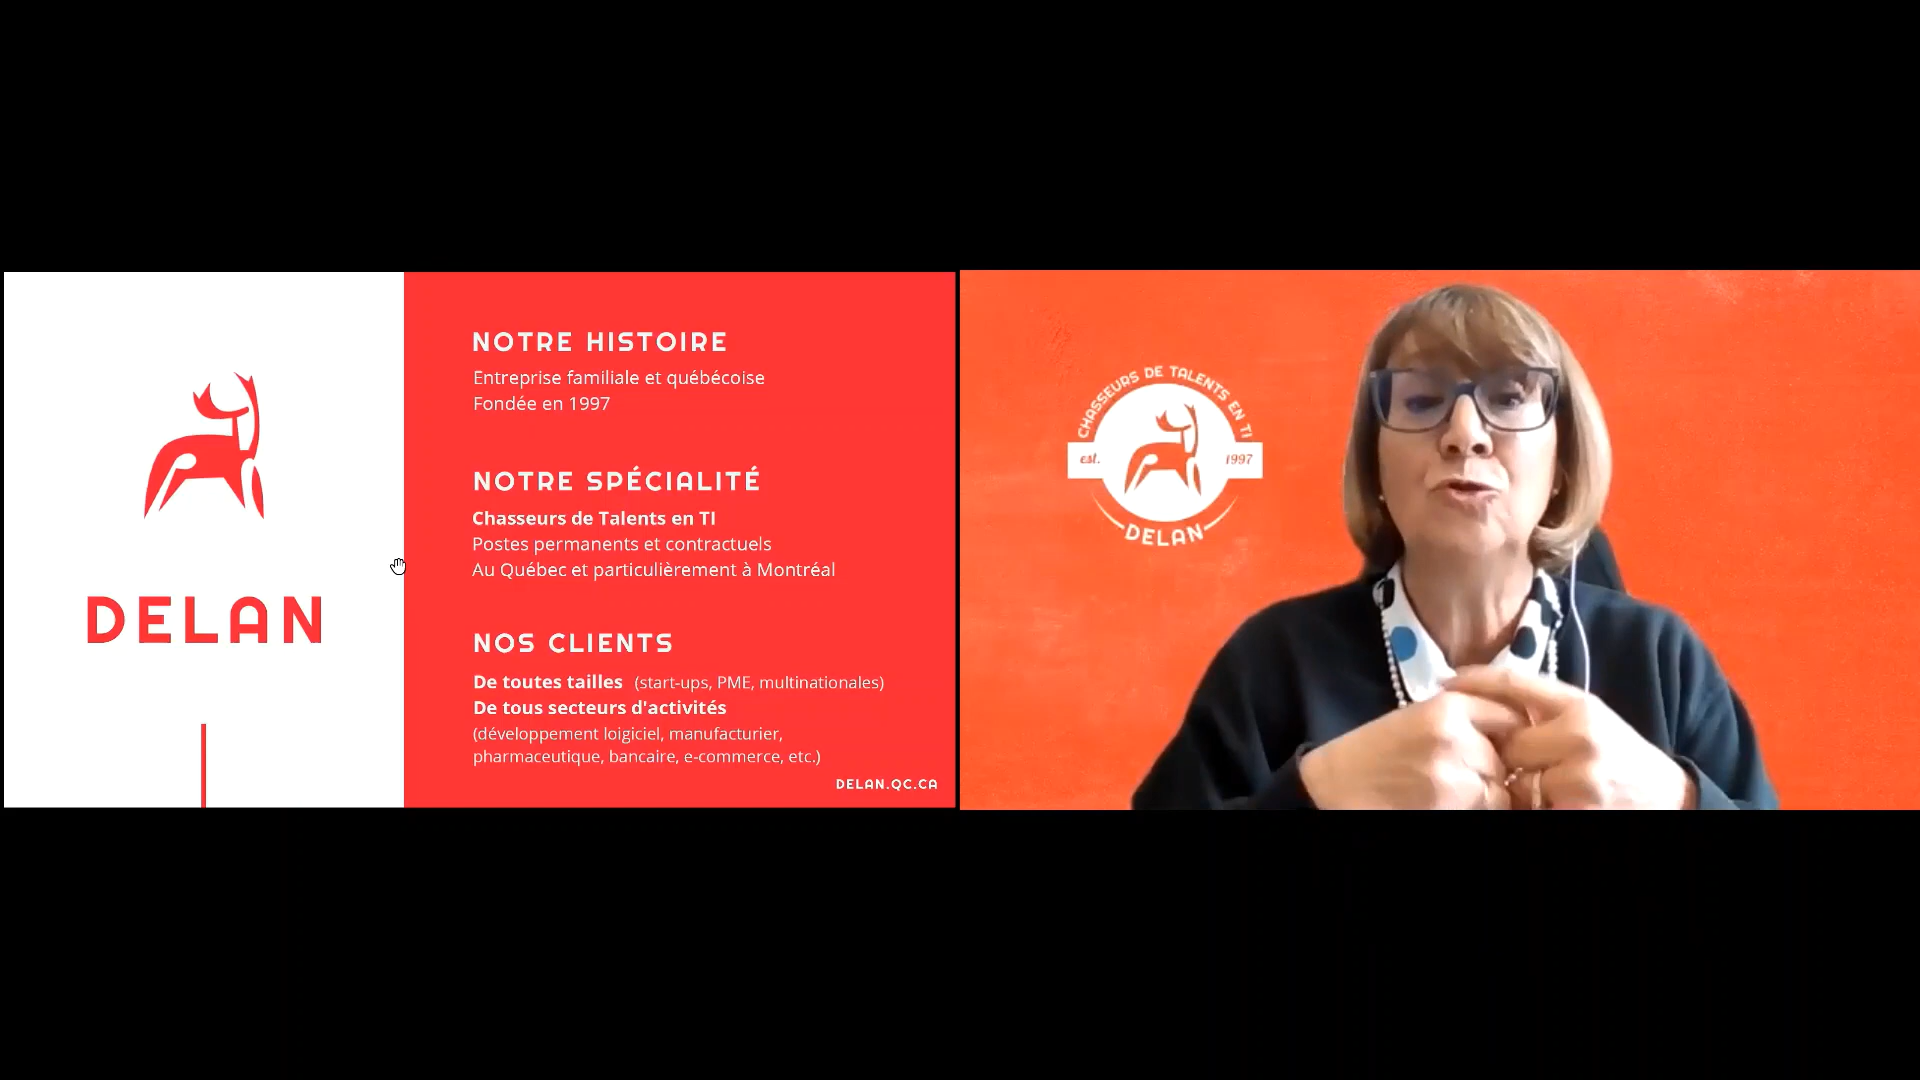 DELAN
NOTRE HISTOIRE
Entreprise familiale et québécoise
Fondée en 1997
NOTRE SPÉCIALITÉ
Chasseurs de Talents en TI
Postes permanents et contractuels
Au Québec et particulièrement à Montréal
NOS CLIENTS
De toutes tailles (start-ups, PME, multinationales)
De tous secteurs d'activités
(développement loigiciel, manufacturier,
pharmaceutique, bancaire, e-commerce, etc.)
DELAN.QC.CA
CHASSEURS DE TALENTS EN TI
est. 1997
DELAN